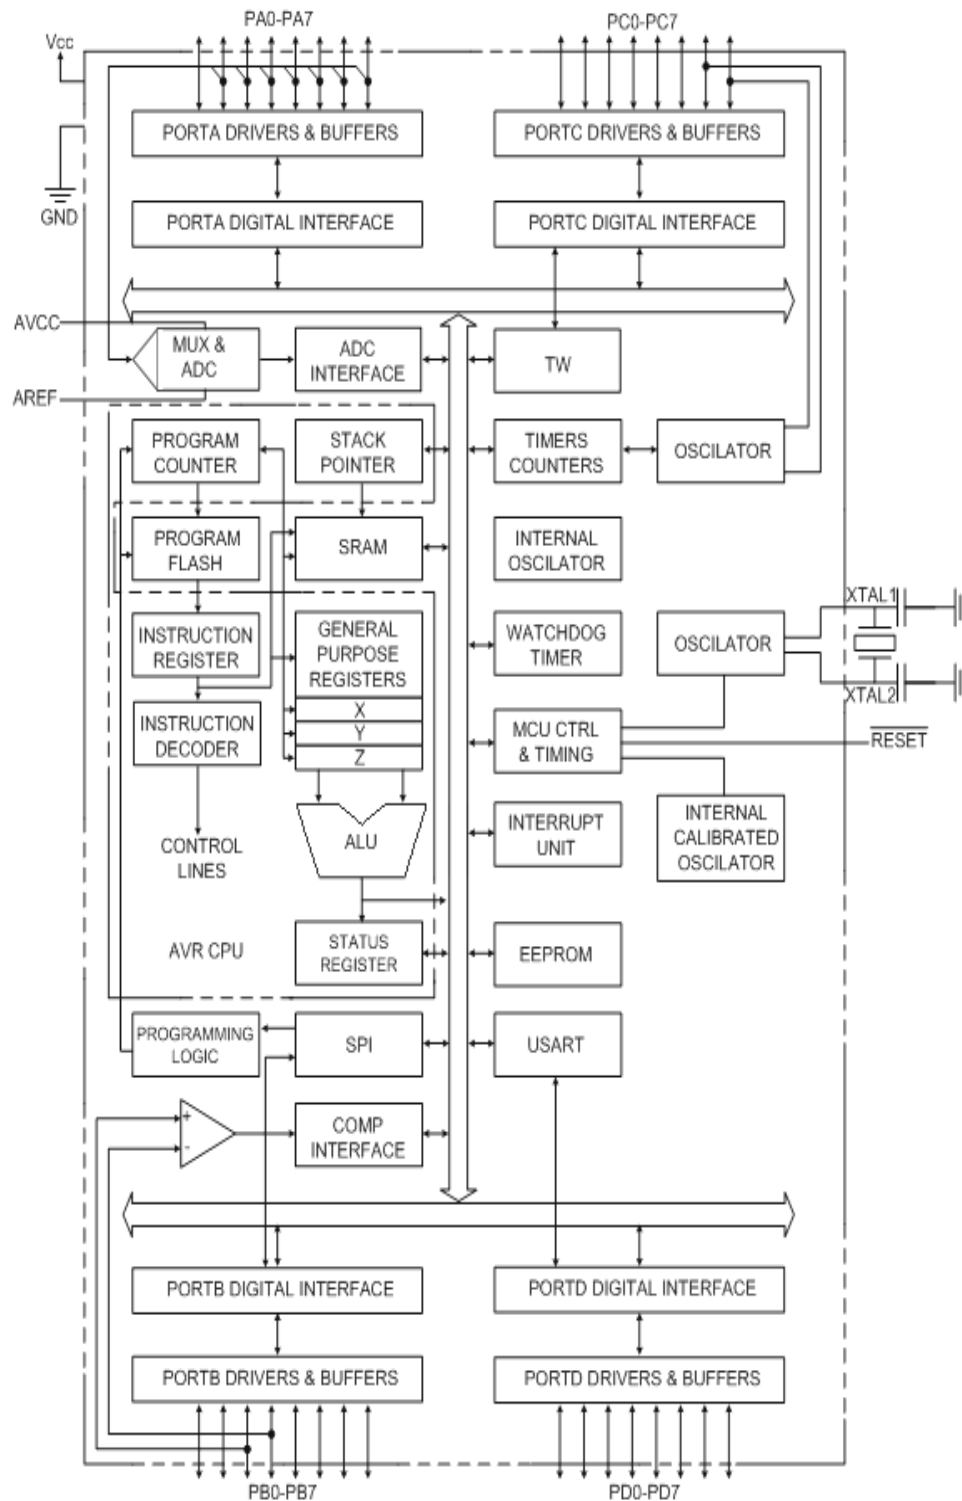 PA0-PA7
PC0-PC7
Vcc
PORTA DRIVERS & BUFFERS
PORTC DRIVERS & BUFFERS
GND
PORTA DIGITAL INTERFACE
PORTC DIGITAL INTERFACE
AVCC
MUX &
ADC
ADC
INTERFACE
TW
AREF
PROGRAM
COUNTER
STACK
POINTER
TIMERS
COUNTERS
OSCILATOR
PROGRAM
FLASH
SRAM
INTERNAL
OSCILATOR
XTAL1
INSTRUCTION
REGISTER
GENERAL
PURPOSE
REGISTERS
X
Y
Z
WATCHDOG
TIMER
OSCILATOR
XTAL2
INSTRUCTION
DECODER
MCU CTRL
& TIMING
RESET
CONTROL
LINES
ALU
INTERRUPT
UNIT
INTERNAL
CALIBRATED
OSCILATOR
AVR CPU
STATUS
REGISTER
EEPROM
PROGRAMMING
LOGIC
SPI
USART
+
-
COMP
INTERFACE
PORTB DIGITAL INTERFACE
PORTD DIGITAL INTERFACE
PORTB DRIVERS & BUFFERS
PORTD DRIVERS & BUFFERS
PB0-PB7
PD0-PD7